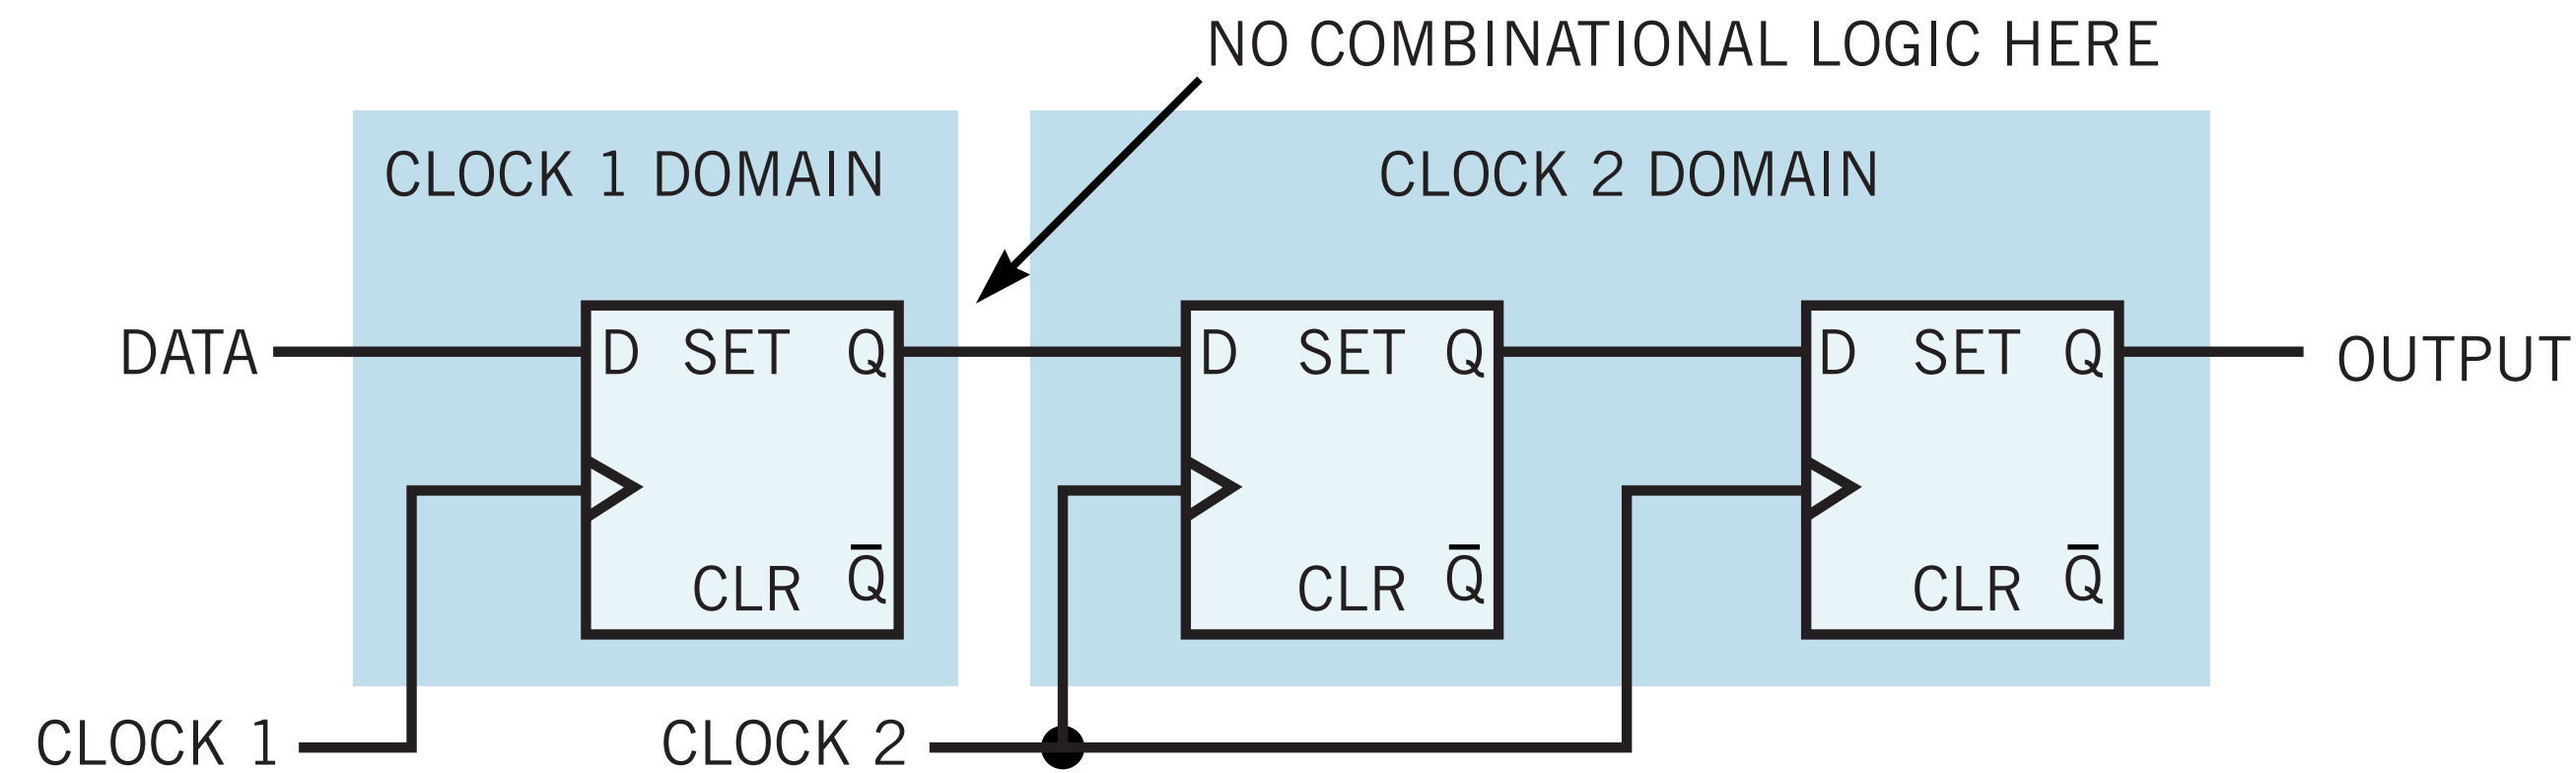 NO COMBINATIONAL LOGIC HERE
CLOCK 1 DOMAIN
CLOCK 2 DOMAIN
DATA
D SET Q
D SET Q
D SET Q
OUTPUT
CLR Q̅
CLR Q̅
CLR Q̅
CLOCK 1
CLOCK 2